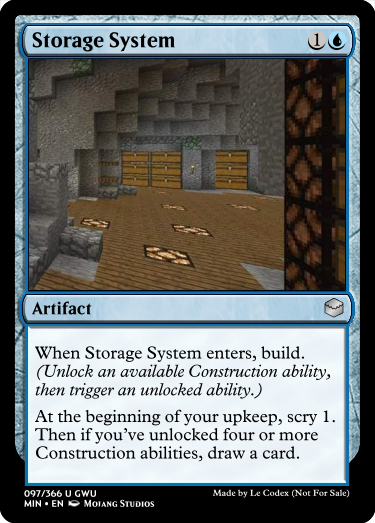 Storage System 1
Artifact
When Storage System enters, build.
(Unlock an available Construction ability,
then trigger an unlocked ability.)
At the beginning of your upkeep, scry 1.
Then if you've unlocked four or more
Construction abilities, draw a card.
097/366 U GWU Made by Le Codex (Not For Sale)
MIN • EN Mojang Studios